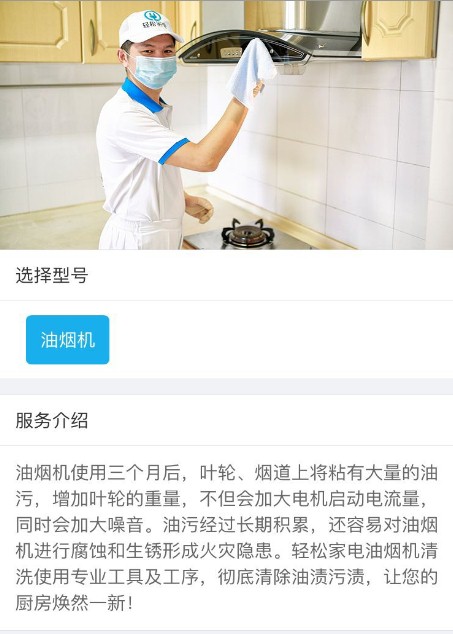 选择型号
油烟机
服务介绍
油烟机使用三个月后，叶轮、烟道上将粘有大量的油
污，增加叶轮的重量，不但会加大电机启动电流量，
同时会加大噪音。油污经过长期积累，还容易对油烟
机进行腐蚀和生锈形成火灾隐患。轻松家电油烟机清
洗使用专业工具及工序，彻底清除油渍污渍，让您的
厨房焕然一新！